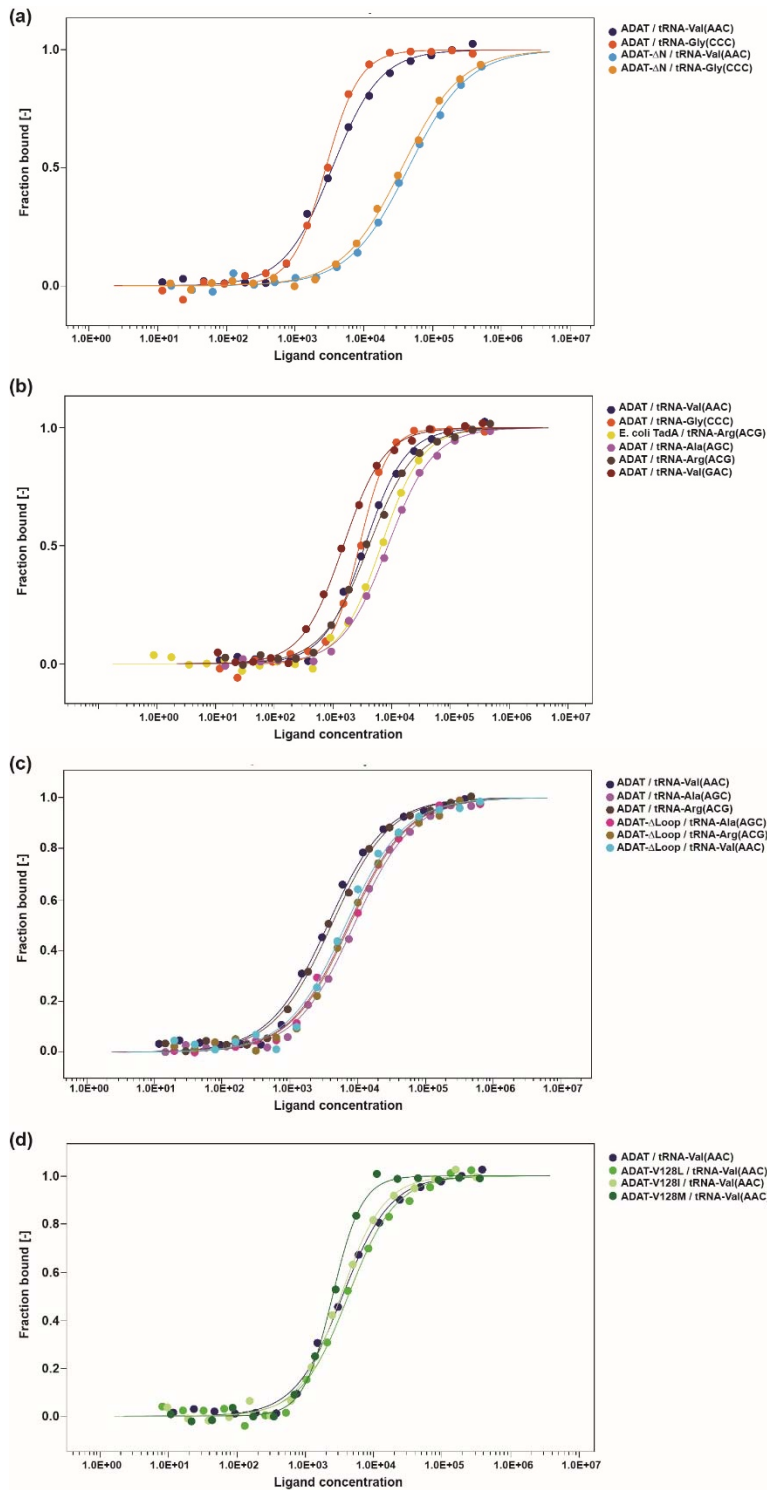 (a)
ADAT / tRNA-Val(AAC)
ADAT / tRNA-Gly(CCC)
ADAT-ΔN / tRNA-Val(AAC)
ADAT-ΔN / tRNA-Gly(CCC)
Fraction bound [-]
1.0
0.5
0.0
1.0E+00 1.0E+01 1.0E+02 1.0E+03 1.0E+04 1.0E+05 1.0E+06 1.0E+07
Ligand concentration
(b)
ADAT / tRNA-Val(AAC)
ADAT / tRNA-Gly(CCC)
E. coli TadA / tRNA-Arg(ACG)
ADAT / tRNA-Ala(AGC)
ADAT / tRNA-Arg(ACG)
ADAT / tRNA-Val(GAC)
Fraction bound [-]
1.0
0.5
0.0
1.0E+00 1.0E+01 1.0E+02 1.0E+03 1.0E+04 1.0E+05 1.0E+06 1.0E+07
Ligand concentration
(c)
ADAT / tRNA-Val(AAC)
ADAT / tRNA-Ala(AGC)
ADAT / tRNA-Arg(ACG)
ADAT-ΔLoop / tRNA-Ala(AGC)
ADAT-ΔLoop / tRNA-Arg(ACG)
ADAT-ΔLoop / tRNA-Val(AAC)
Fraction bound [-]
1.0
0.8
0.6
0.4
0.2
0.0
1.0E+00 1.0E+01 1.0E+02 1.0E+03 1.0E+04 1.0E+05 1.0E+06 1.0E+07
Ligand concentration
(d)
ADAT / tRNA-Val(AAC)
ADAT-V128L / tRNA-Val(AAC)
ADAT-V128I / tRNA-Val(AAC)
ADAT-V128M / tRNA-Val(AAC
Fraction bound [-]
1.0
0.8
0.6
0.4
0.2
0.0
1.0E+00 1.0E+01 1.0E+02 1.0E+03 1.0E+04 1.0E+05 1.0E+06 1.0E+07
Ligand concentration